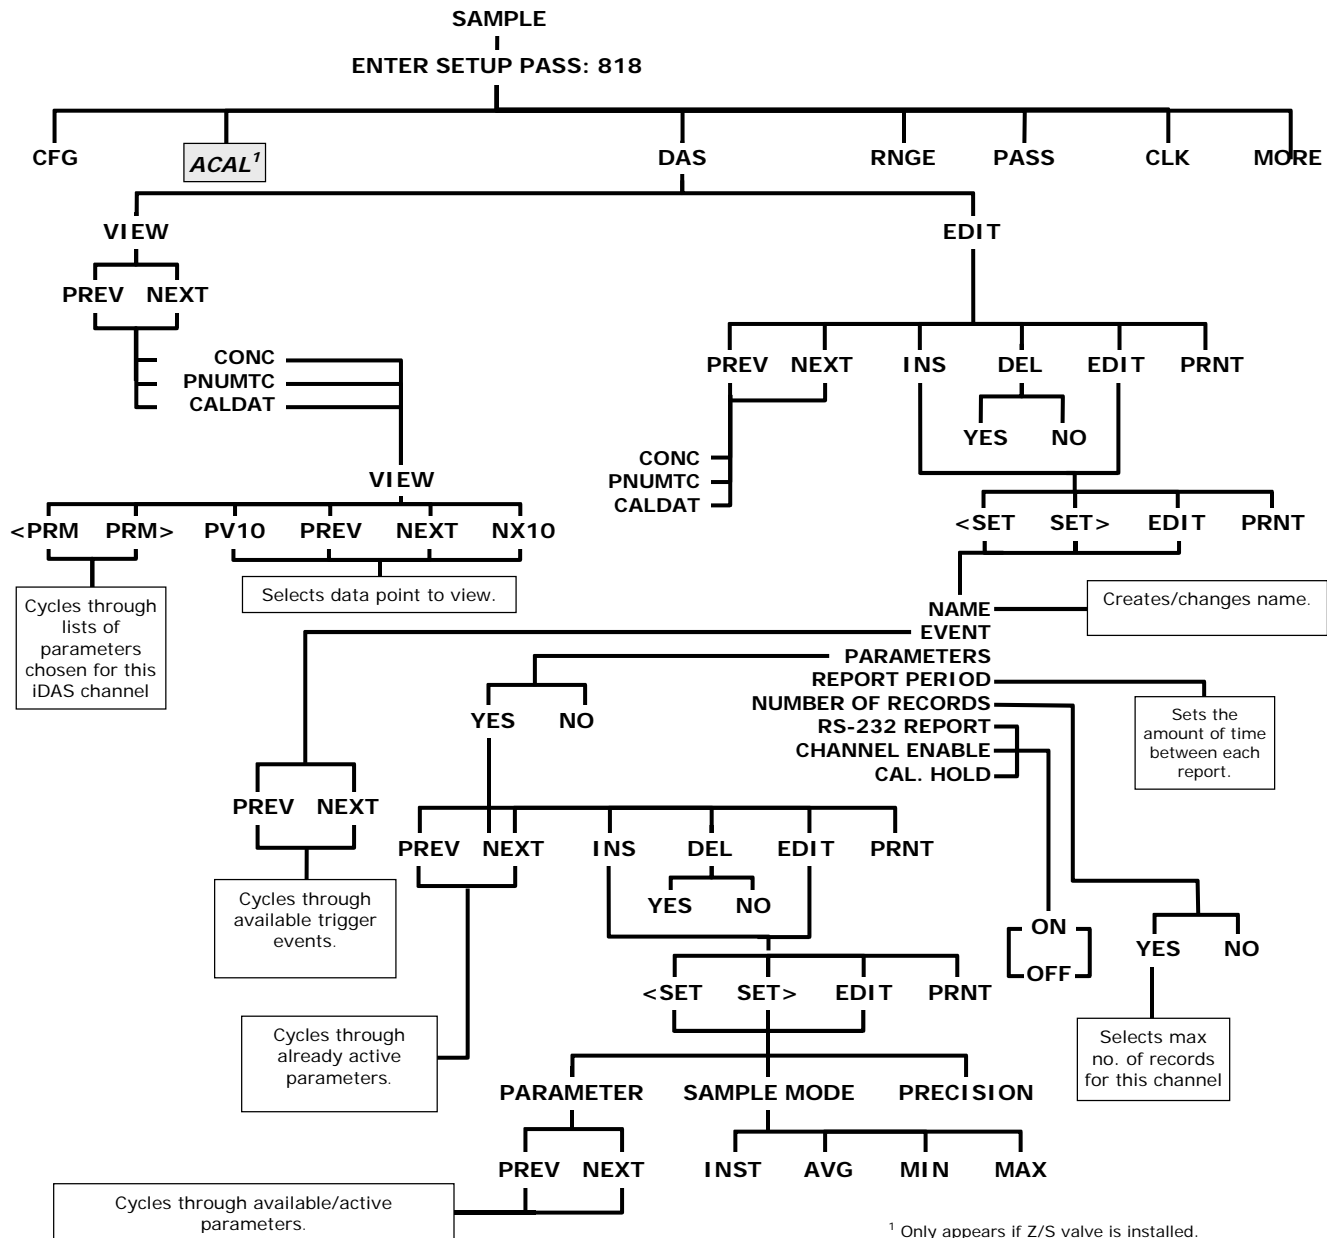 SAMPLE
ENTER SETUP PASS: 818
CFG
ACAL¹
DAS
RNGE
PASS
CLK
MORE
VIEW
EDIT
PREV
NEXT
CONC
PNUMTC
CALDAT
VIEW
<PRM
PRM>
PV10
PREV
NEXT
NX10
Cycles through
lists of
parameters
chosen for this
iDAS channel
Selects data point to view.
PREV
NEXT
INS
DEL
EDIT
PRNT
YES
NO
CONC
PNUMTC
CALDAT
<SET
SET>
EDIT
PRNT
NAME
Creates/changes name.
EVENT
PARAMETERS
REPORT PERIOD
NUMBER OF RECORDS
RS-232 REPORT
CHANNEL ENABLE
CAL. HOLD
Sets the
amount of time
between each
report.
YES
NO
PREV
NEXT
Cycles through
available trigger
events.
PREV
NEXT
INS
DEL
EDIT
PRNT
YES
NO
ON
OFF
YES
NO
Selects max
no. of records
for this channel
Cycles through
already active
parameters.
<SET
SET>
EDIT
PRNT
PARAMETER
SAMPLE MODE
PRECISION
PREV
NEXT
INST
AVG
MIN
MAX
Cycles through available/active
parameters.
¹ Only appears if Z/S valve is installed.